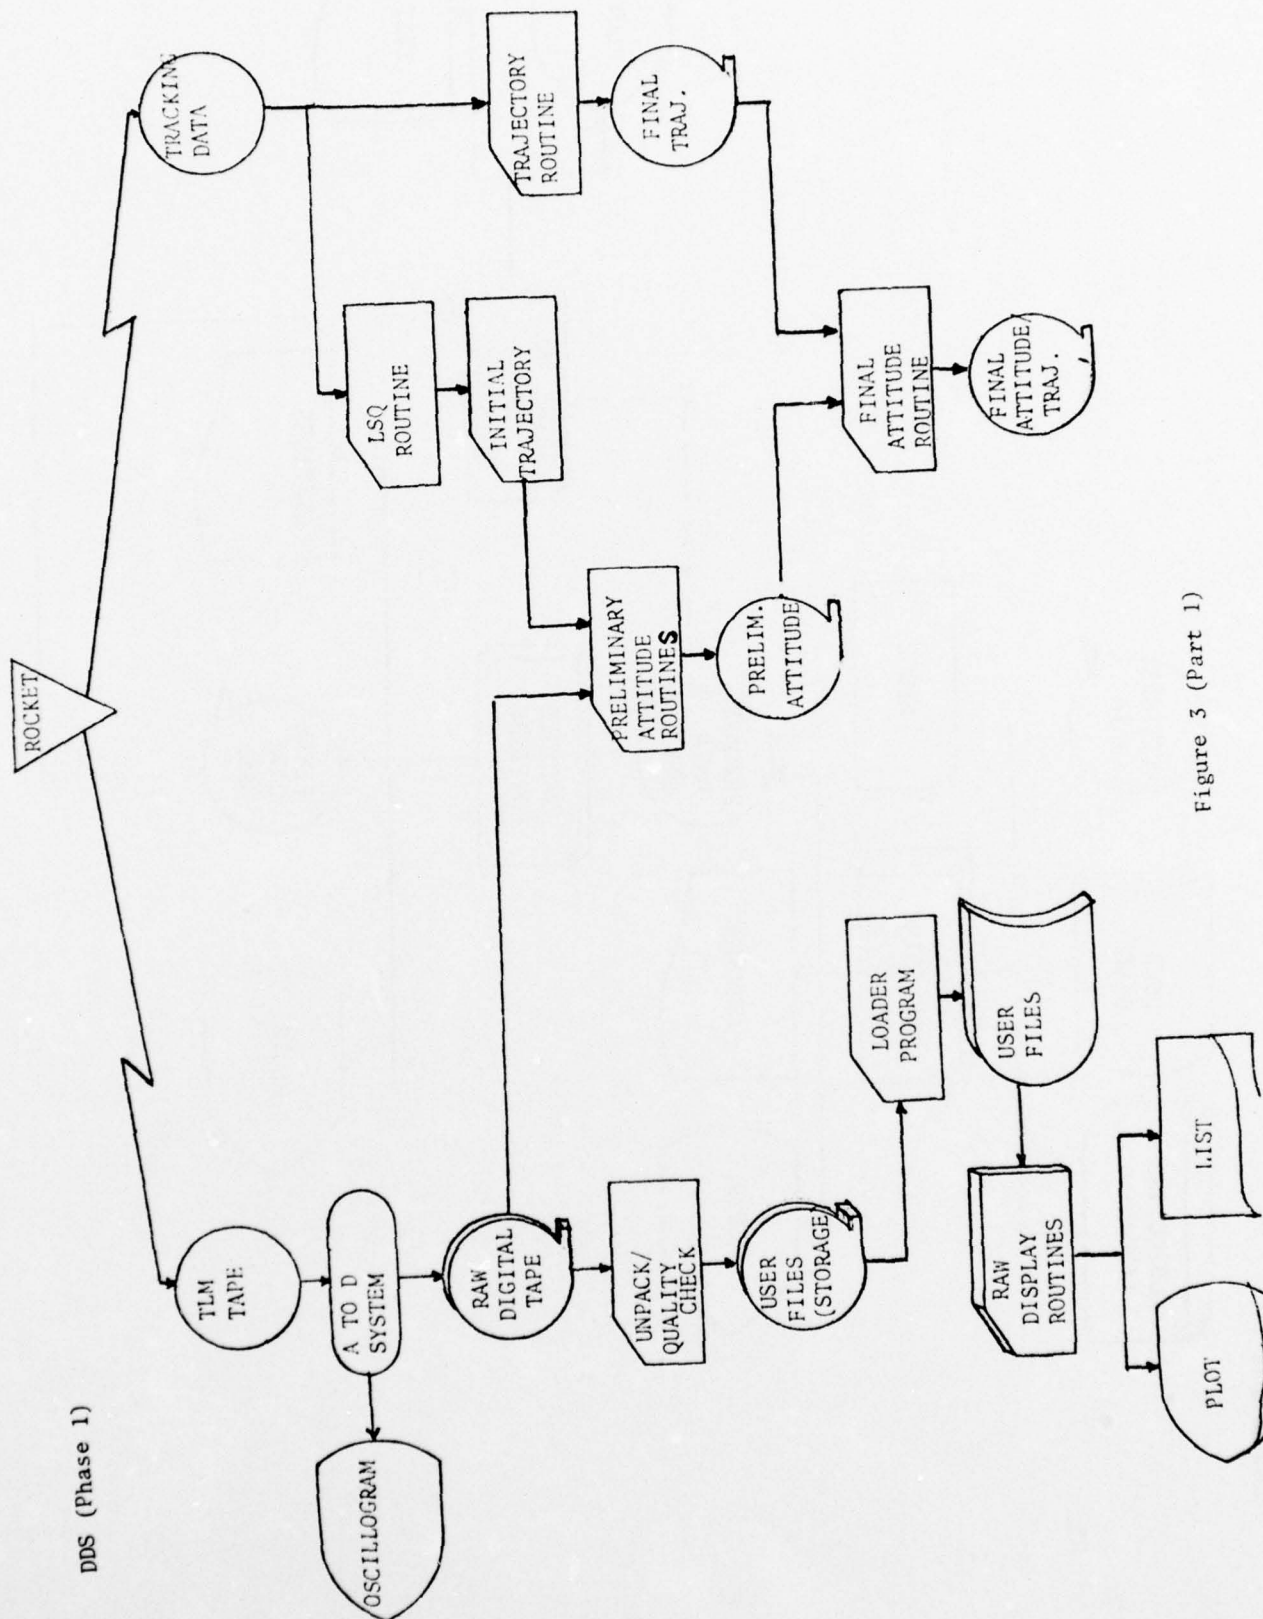 DDS (Phase 1)
ROCKET
TLM
TAPE
TRACKING
DATA
OSCILLOGRAM
A TO D
SYSTEM
LSQ
ROUTINE
RAW
DIGITAL
TAPE
INITIAL
TRAJECTORY
TRAJECTORY
ROUTINE
UNPACK/
QUALITY
CHECK
PRELIMINARY
ATTITUDE
ROUTINES
FINAL
TRAJ.
USER
FILES
(STORAGE
PRELIM.
ATTITUDE
LOADER
PROGRAM
FINAL
ATTITUDE
ROUTINE
USER
FILES
FINAL
ATTITUDE/
TRAJ.
RAW
DISPLAY
ROUTINES
PLOT
LIST
Figure 3 (Part 1)